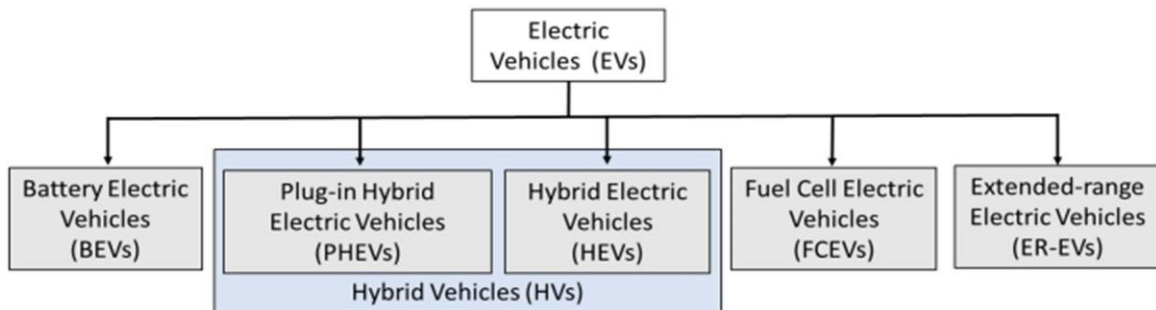 Electric
Vehicles (EVs)
Battery Electric
Vehicles
(BEVs)
Plug-in Hybrid
Electric Vehicles
(PHEVs)
Hybrid Electric
Vehicles
(HEVs)
Fuel Cell Electric
Vehicles
(FCEVs)
Extended-range
Electric Vehicles
(ER-EVs)
Hybrid Vehicles (HVs)